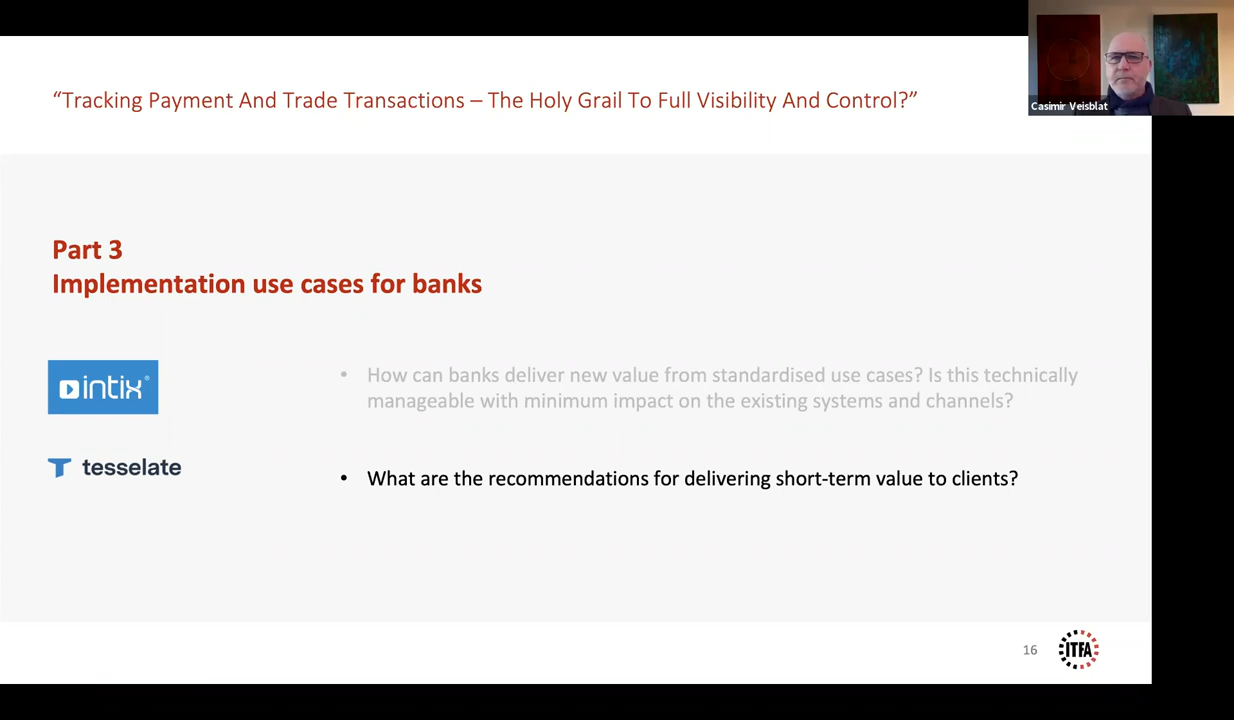 “Tracking Payment And Trade Transactions – The Holy Grail To Full Visibility And Control?”
Casimir Veisblat
Part 3
Implementation use cases for banks
intix®
• How can banks deliver new value from standardised use cases? Is this technically
manageable with minimum impact on the existing systems and channels?
tesselate
• What are the recommendations for delivering short-term value to clients?
16
ITFA